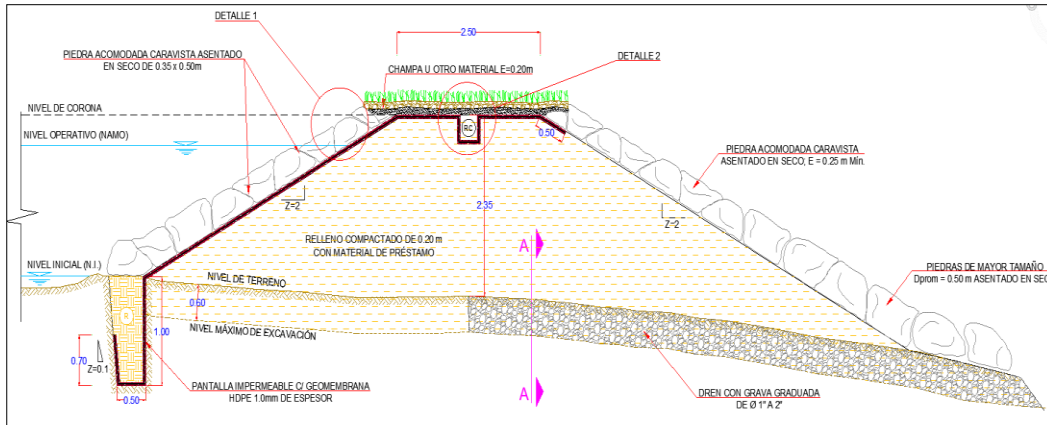 DETALLE 1
2.50
PIEDRA ACOMODADA CARAVISTA ASENTADO
EN SECO DE 0.35 x 0.50m
CHAMPA U OTRO MATERIAL E=0.20m
DETALLE 2
NIVEL DE CORONA
NIVEL OPERATIVO (NAMO)
RC
0.50
PIEDRA ACOMODADA CARAVISTA
ASENTADO EN SECO; E = 0.25 m Mín.
Z=2
2.35
Z=2
RELLENO COMPACTADO DE 0.20 m
CON MATERIAL DE PRÉSTAMO
A
NIVEL INICIAL (N.I.)
NIVEL DE TERRENO
PIEDRAS DE MAYOR TAMAÑO
Dprom = 0.50 m ASENTADO EN SEC
0.60
1.00
NIVEL MÁXIMO DE EXCAVACIÓN
0.70
Z=0.1
PANTALLA IMPERMEABLE C/ GEOMEMBRANA
HDPE 1.0mm DE ESPESOR
0.50
A
DREN CON GRAVA GRADUADA
DE Ø 1" A 2"